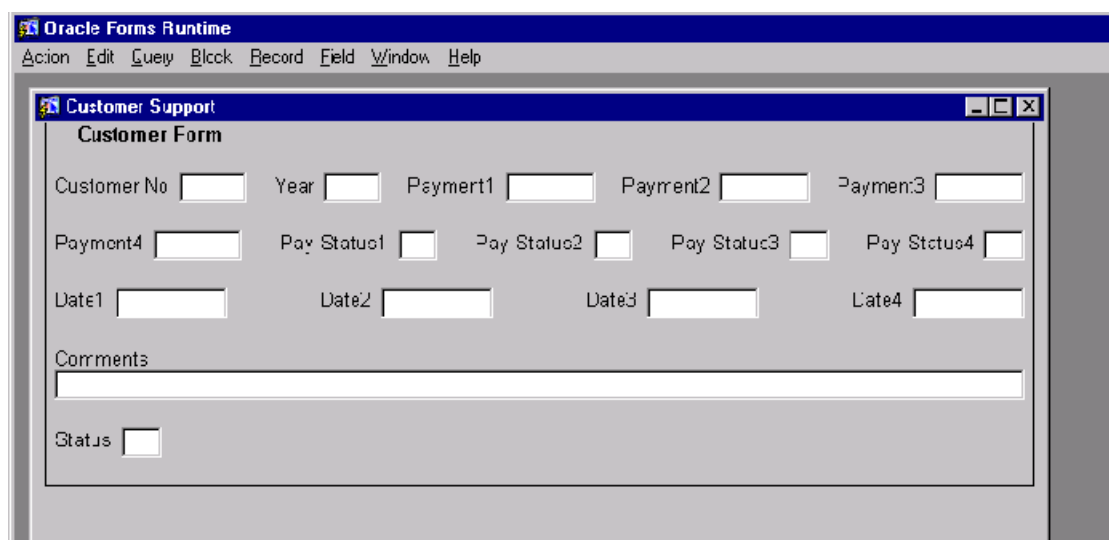 Oracle Forms Runtime
Action Edit Query Block Record Field Window Help
Customer Support
Customer Form
Customer No Year Payment1 Payment2 Payment3
Payment4 Pay Status1 Pay Status2 Pay Status3 Pay Status4
Date1 Date2 Date3 Date4
Comments
Status